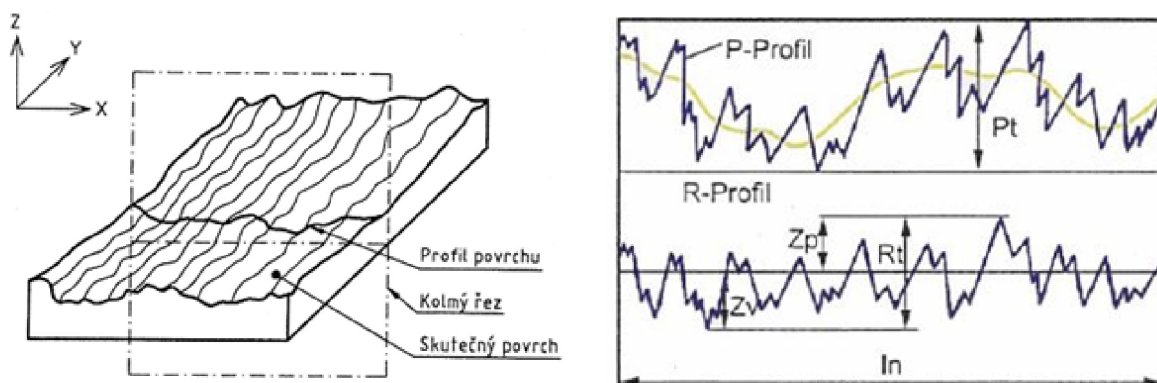 Z
Y
X
Profil povrchu
Kolmý řez
Skutečný povrch
P-Profil
Pt
R-Profil
Zp
Rt
Zv
ln